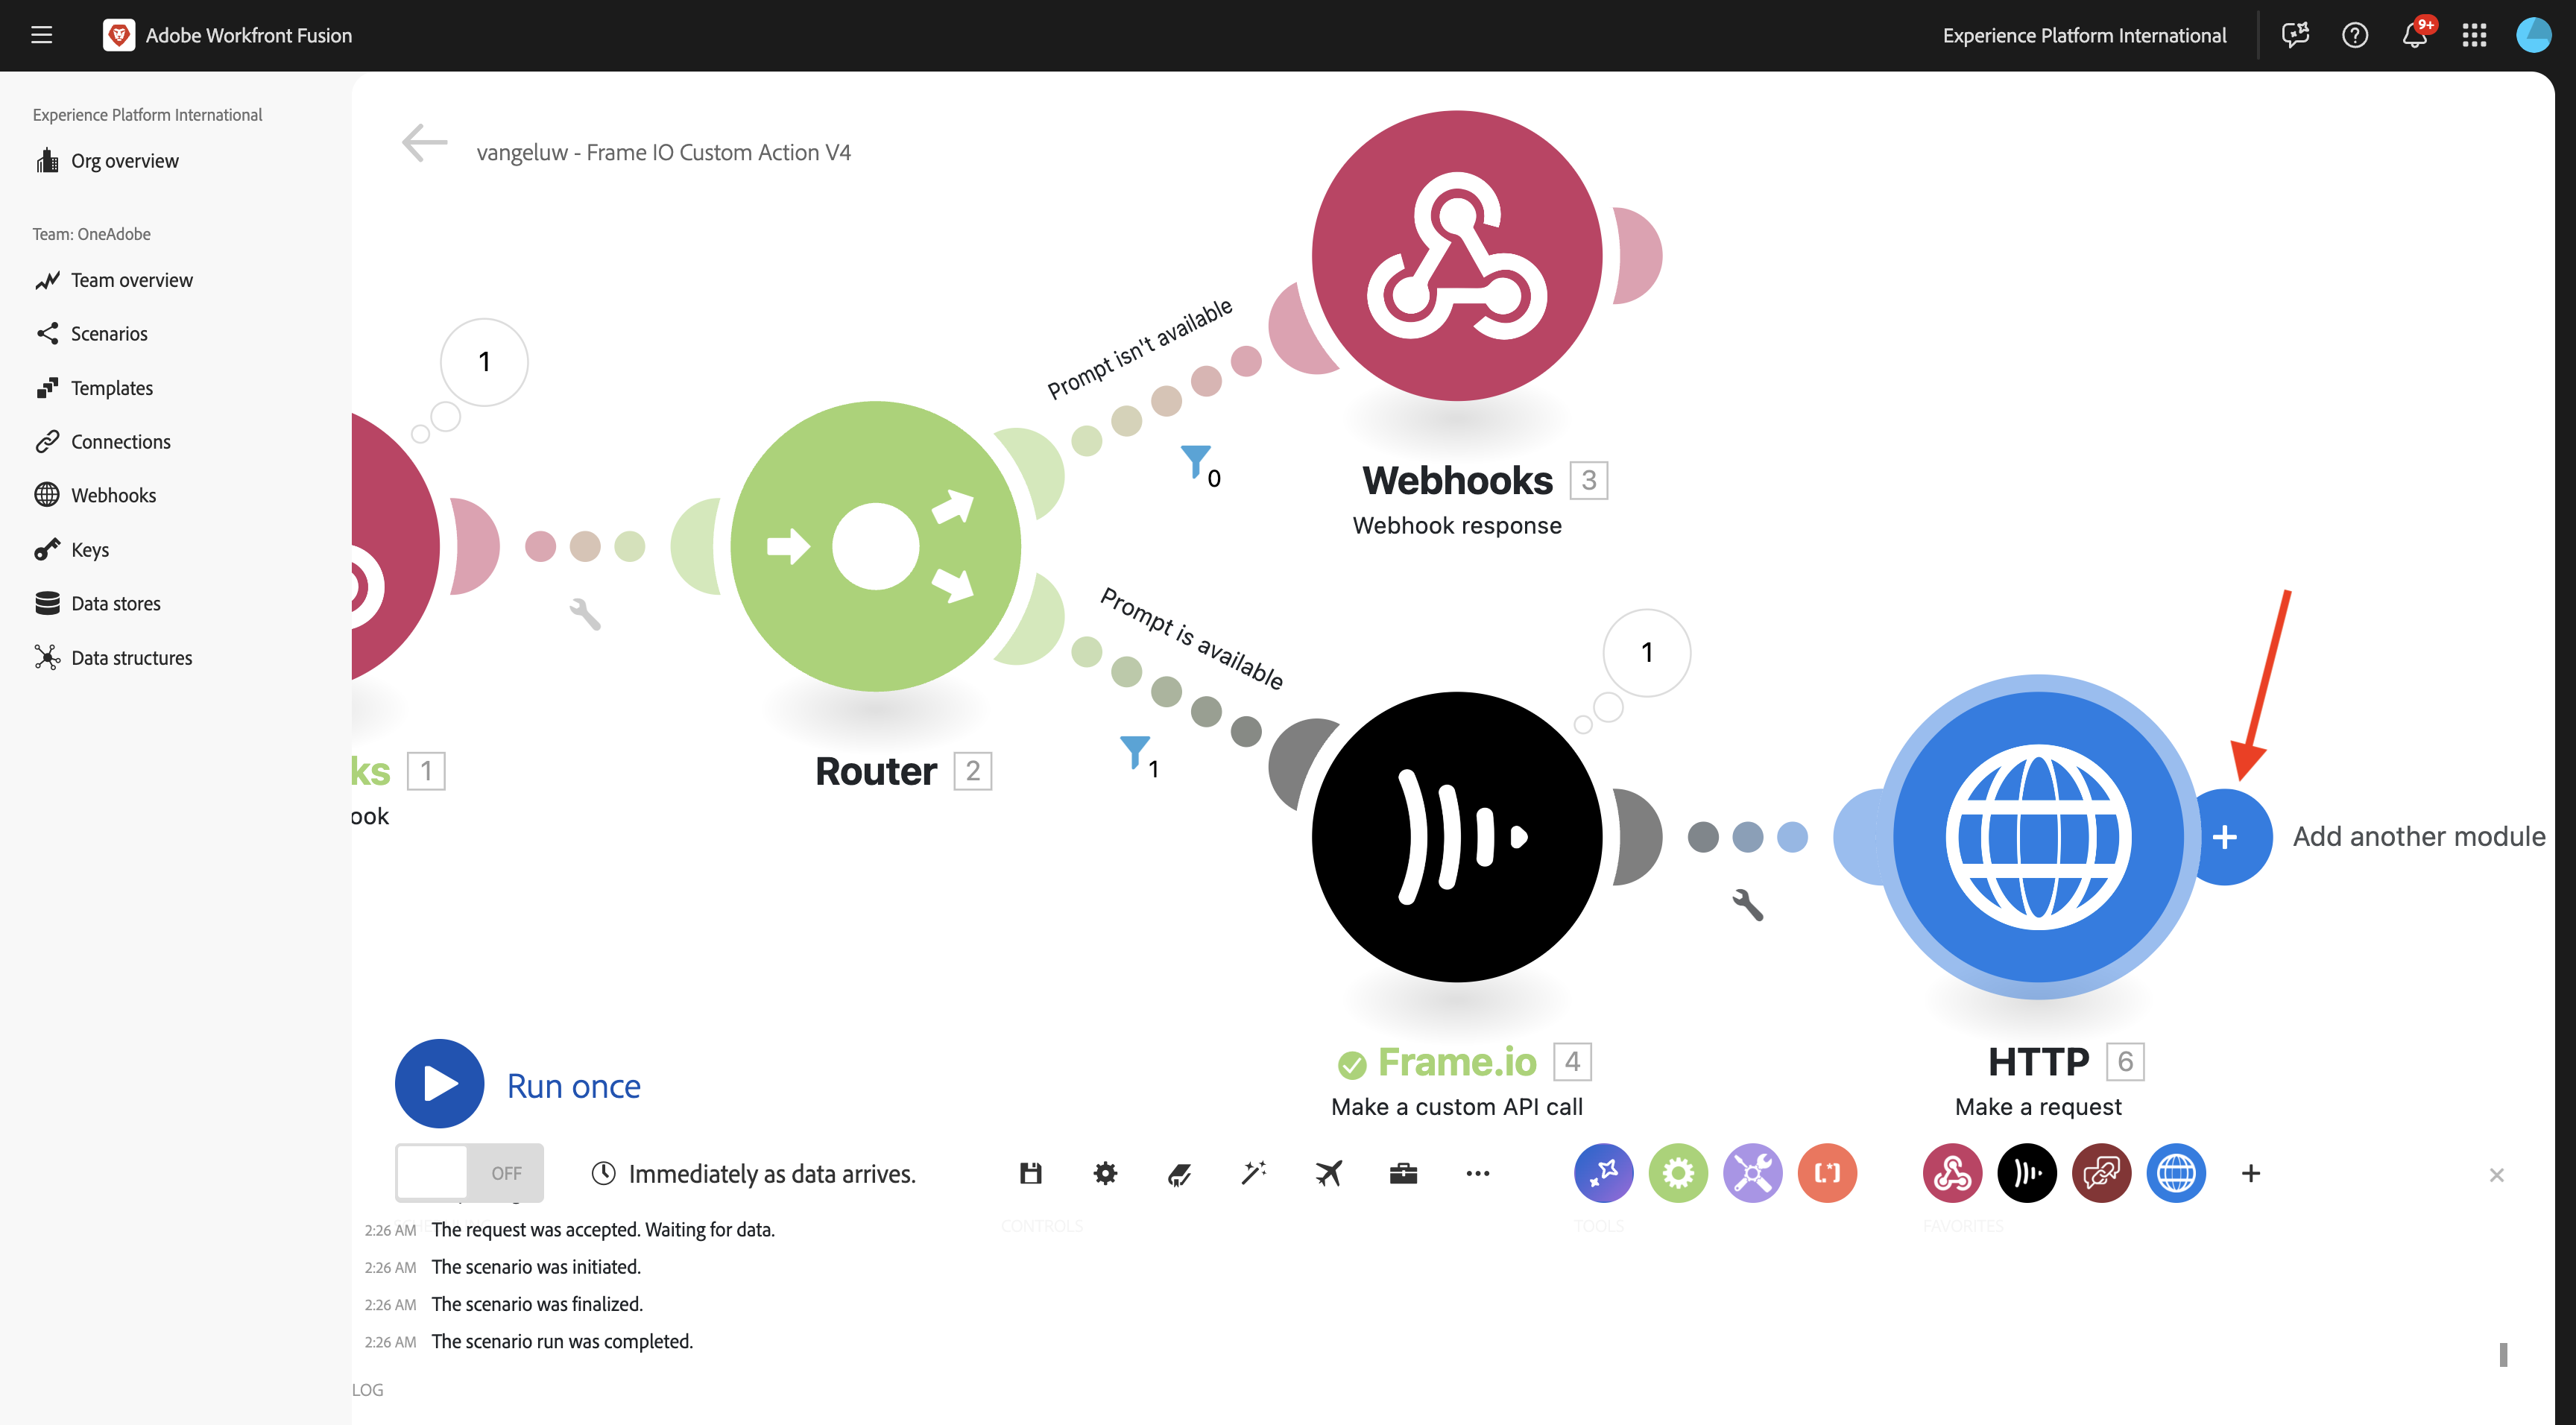 Adobe Workfront Fusion
Experience Platform International
9+
Experience Platform International
Org overview
Team: OneAdobe
Team overview
Scenarios
Templates
Connections
Webhooks
Keys
Data stores
Data structures
vangeluw - Frame IO Custom Action V4
1
Prompt isn't available
0
Webhooks 3
Webhook response
Prompt is available
1
1
ks 1
ook
Router 2
Add another module
Frame.io 4
Make a custom API call
HTTP 6
Make a request
Run once
OFF
Immediately as data arrives.
CONTROLS
TOOLS
FAVORITES
2:26 AM The request was accepted. Waiting for data.
2:26 AM The scenario was initiated.
2:26 AM The scenario was finalized.
2:26 AM The scenario run was completed.
LOG